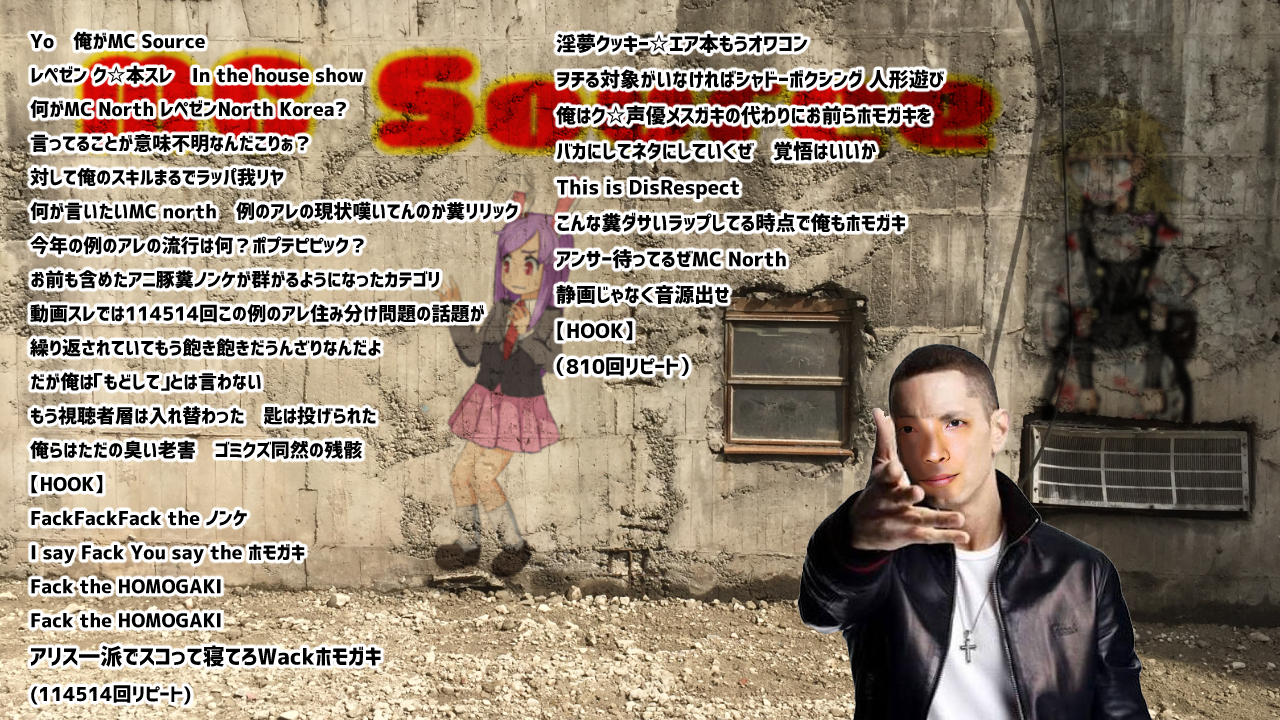 MC Source
Yo　俺がMC Source
レペゼン ク☆本スレ　In the house show
何がMC North レペゼンNorth Korea?
言ってることが意味不明なんだこりぁ？
対して俺のスキルまるでラッパ我リヤ
何が言いたいMC north　例のアレの現状嘆いてんのか糞リリック
今年の例のアレの流行は何？ポプテピピック？
お前も含めたアニ豚糞ノンケが群がるようになったカテゴリ
動画スレでは114514回この例のアレ住み分け問題の話題が
繰り返されていてもう飽き飽きだうんざりなんだよ
だが俺は「もどして」とは言わない
もう視聴者層は入れ替わった　匙は投げられた
俺らはただの臭い老害　ゴミクズ同然の残骸
【HOOK】
FackFackFack the ノンケ
I say Fack You say the ホモガキ
Fack the HOMOGAKI
Fack the HOMOGAKI
アリス一派でスコって寝てろWackホモガキ
(114514回リピート)
淫夢クッキー☆エア本もうオワコン
ヲチる対象がいなければシャドーボクシング 人形遊び
俺はク☆声優メスガキの代わりにお前らホモガキを
バカにしてネタにしていくぜ　覚悟はいいか
This is DisRespect
こんな糞ダサいラップしてる時点で俺もホモガキ
アンサー待ってるぜMC North
静画じゃなく音源出せ
【HOOK】
（810回リピート）